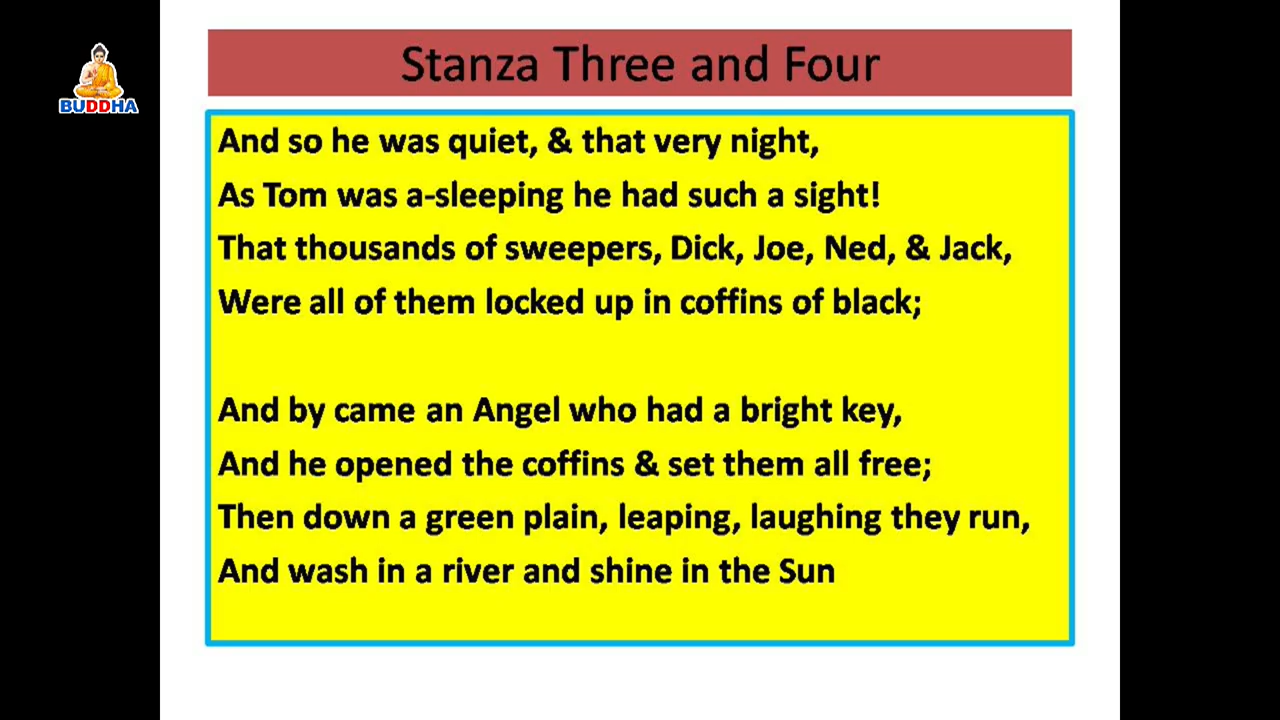 BUDDHA
Stanza Three and Four
And so he was quiet, & that very night,
As Tom was a-sleeping he had such a sight!
That thousands of sweepers, Dick, Joe, Ned, & Jack,
Were all of them locked up in coffins of black;
And by came an Angel who had a bright key,
And he opened the coffins & set them all free;
Then down a green plain, leaping, laughing they run,
And wash in a river and shine in the Sun